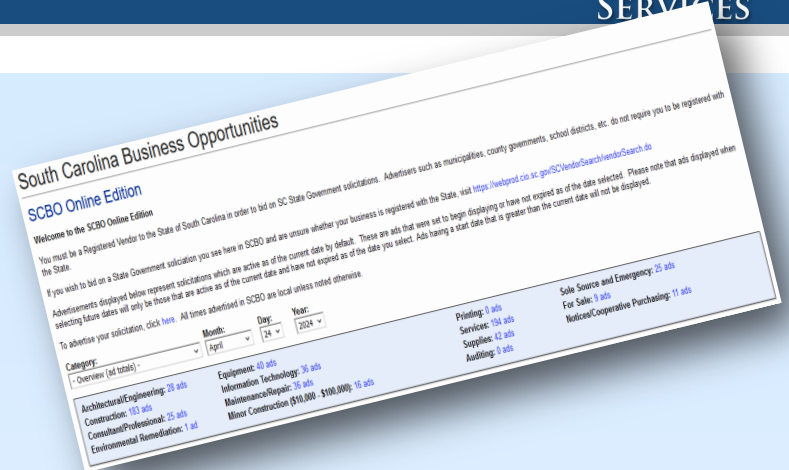 SERVICES
South Carolina Business Opportunities
SCBO Online Edition
Welcome to the SCBO Online Edition
You must be a Registered Vendor to the State of South Carolina in order to bid on SC State Government solicitations. Advertisers such as municipalities, county governments, school districts, etc. do not require you to be registered with
the State.
If you wish to bid on a State Government soliciation you see here in SCBO and are unsure whether your business is registered with the State, visit https://webprod.cio.sc.gov/SCVendorSearch/vendorSearch.do
Advertisements displayed below represent solicitations which are active as of the current date by default. These are ads that were set to begin displaying or have not expired as of the date selected. Please note that ads displayed when
selecting future dates will only be those that are active as of the current date and have not expired as of the date you select. Ads having a start date that is greater than the current date will not be displayed.
To advertise your solicitation, click here. All times advertised in SCBO are local unless noted otherwise.
Category: Month: Day: Year:
- Overview (ad totals) - April 24 2024
Architectural/Engineering: 28 ads
Construction: 183 ads
Consultant/Professional: 25 ads
Environmental Remediation: 1 ad
Equipment: 40 ads
Information Technology: 36 ads
Maintenance/Repair: 36 ads
Minor Construction ($10,000 - $100,000): 16 ads
Printing: 0 ads
Services: 194 ads
Supplies: 42 ads
Auditing: 0 ads
Sole Source and Emergency: 25 ads
For Sale: 9 ads
Notices/Cooperative Purchasing: 11 ads